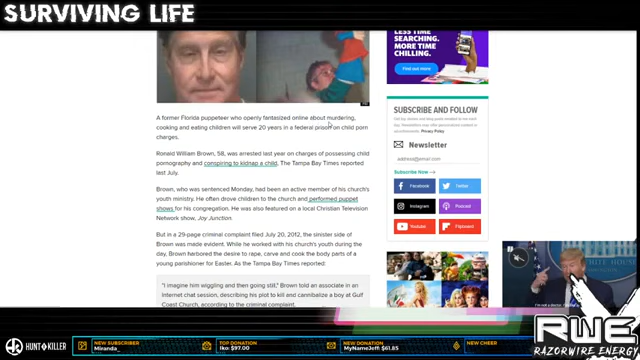 SURVIVING LIFE
LESS TIME
SEARCHING.
MORE TIME
CHILLING.
Find out more
A former Florida puppeteer who openly fantasized online about murdering,
cooking and eating children will serve 20 years in a federal prison on child porn
charges.
Ronald William Brown, 58, was arrested last year on charges of possessing child
pornography and conspiring to kidnap a child. The Tampa Bay Times reported
last July.
Brown, who was sentenced Monday, had been an active member of his church's
youth ministry. He often drove children to the church and performed puppet
shows for his congregation. He was also featured on a local Christian Television
Network show, Joy Junction.
But in a 29-page criminal complaint filed July 20, 2012, the sinister side of
Brown was made evident. While he worked with his church's youth during the
day, Brown harbored the desire to rape, carve and cook the body parts of a
young parishioner for Easter. As the Tampa Bay Times reported:
"I imagine him wiggling and then going still," Brown told an associate in an
Internet chat session, describing his plot to kill and cannibalize a boy at Gulf
Coast Church, according to the criminal complaint.
SUBSCRIBE AND FOLLOW
Privacy Policy
Newsletter
address@email.com
Subscribe Now
Facebook
Twitter
Instagram
Podcast
Youtube
Flipboard
HUNT A KILLER
NEW SUBSCRIBER
Miranda_
TOP DONATION
Iko: $97.00
NEW DONATION
MyNameJeff: $61.85
NEW CHEER
RWE
RAZORWIRE ENERGY